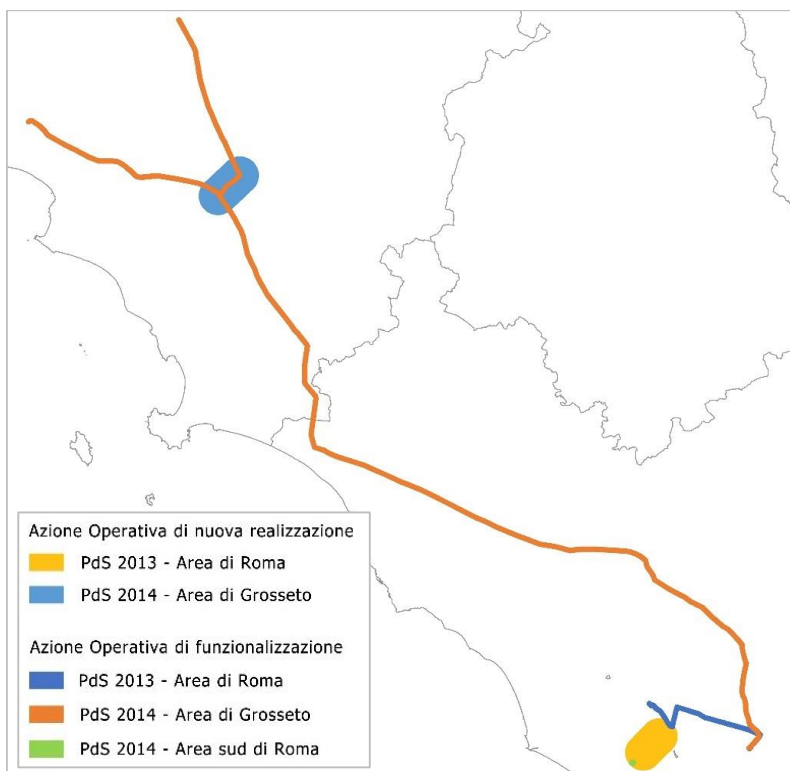 Azione Operativa di nuova realizzazione
PdS 2013 - Area di Roma
PdS 2014 - Area di Grosseto
Azione Operativa di funzionalizzazione
PdS 2013 - Area di Roma
PdS 2014 - Area di Grosseto
PdS 2014 - Area sud di Roma